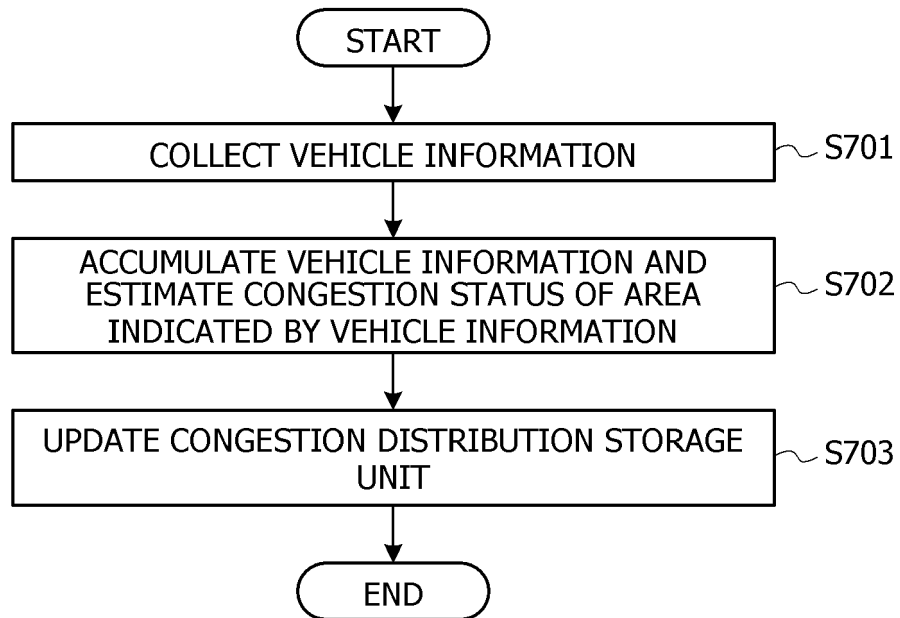 START
COLLECT VEHICLE INFORMATION
S701
ACCUMULATE VEHICLE INFORMATION AND
ESTIMATE CONGESTION STATUS OF AREA
INDICATED BY VEHICLE INFORMATION
S702
UPDATE CONGESTION DISTRIBUTION STORAGE
UNIT
S703
END